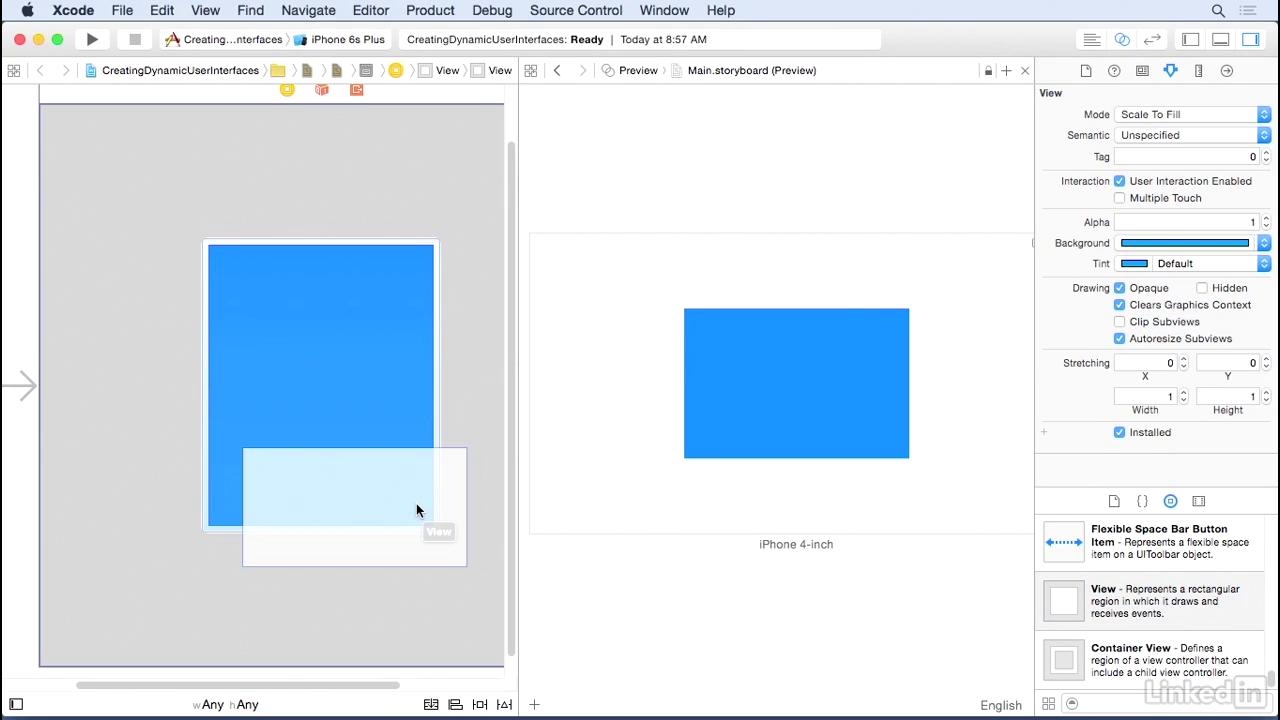 Xcode File Edit View Find Navigate Editor Product Debug Source Control Window Help
Creating...nterfaces iPhone 6s Plus CreatingDynamicUserInterfaces: Ready | Today at 8:57 AM
CreatingDynamicUserInterfaces View View Preview Main.storyboard (Preview)
View
Mode Scale To Fill
Semantic Unspecified
Tag 0
Interaction User Interaction Enabled
Multiple Touch
Alpha 1
Background
Tint Default
Drawing Opaque Hidden
Clears Graphics Context
Clip Subviews
Autoresize Subviews
Stretching 0 0
X Y
1 1
Width Height
Installed
View
iPhone 4-inch
Flexible Space Bar Button
Item - Represents a flexible space
item on a UIToolbar object.
View - Represents a rectangular
region in which it draws and
receives events.
Container View - Defines a
region of a view controller that can
include a child view controller.
wAny hAny
English
LinkedIn